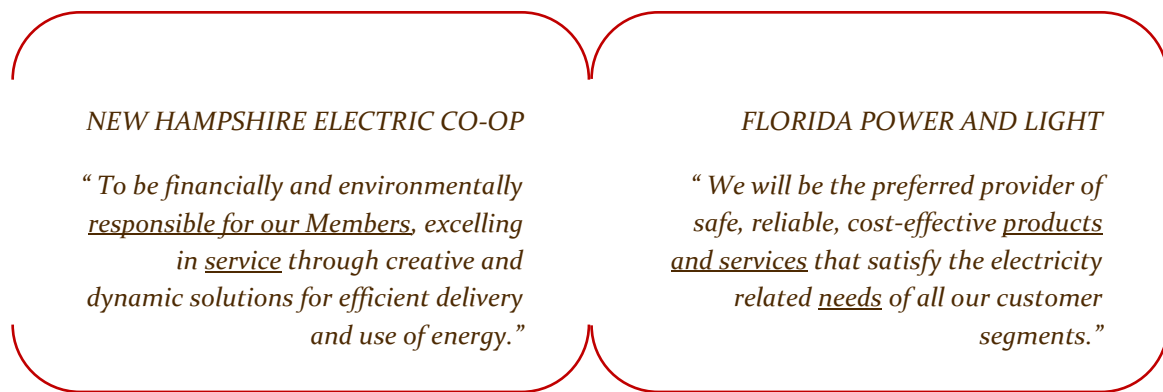 NEW HAMPSHIRE ELECTRIC CO-OP
“ To be financially and environmentally
responsible for our Members, excelling
in service through creative and
dynamic solutions for efficient delivery
and use of energy.”
FLORIDA POWER AND LIGHT
“ We will be the preferred provider of
safe, reliable, cost-effective products
and services that satisfy the electricity
related needs of all our customer
segments.”